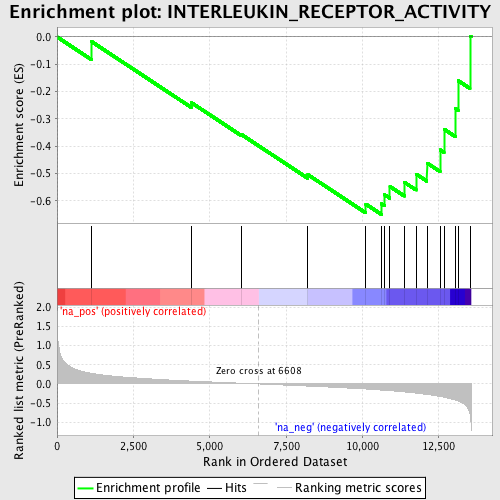 Enrichment plot: INTERLEUKIN_RECEPTOR_ACTIVITY
Enrichment score (ES)
0.0
-0.1
-0.2
-0.3
-0.4
-0.5
-0.6
'na_pos' (positively correlated)
Ranked list metric (PreRanked)
2.0
1.5
1.0
0.5
0.0
-0.5
-1.0
Zero cross at 6608
'na_neg' (negatively correlated)
0
2,500
5,000
7,500
10,000
12,500
Rank in Ordered Dataset
Enrichment profile
Hits
Ranking metric scores